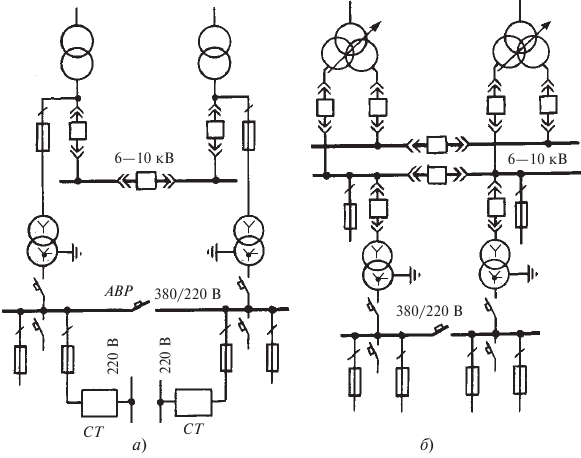 6—10 кВ
6—10 кВ
АВР
380/220 В
380/220 В
220 В
220 В
СТ
СТ
а)
б)